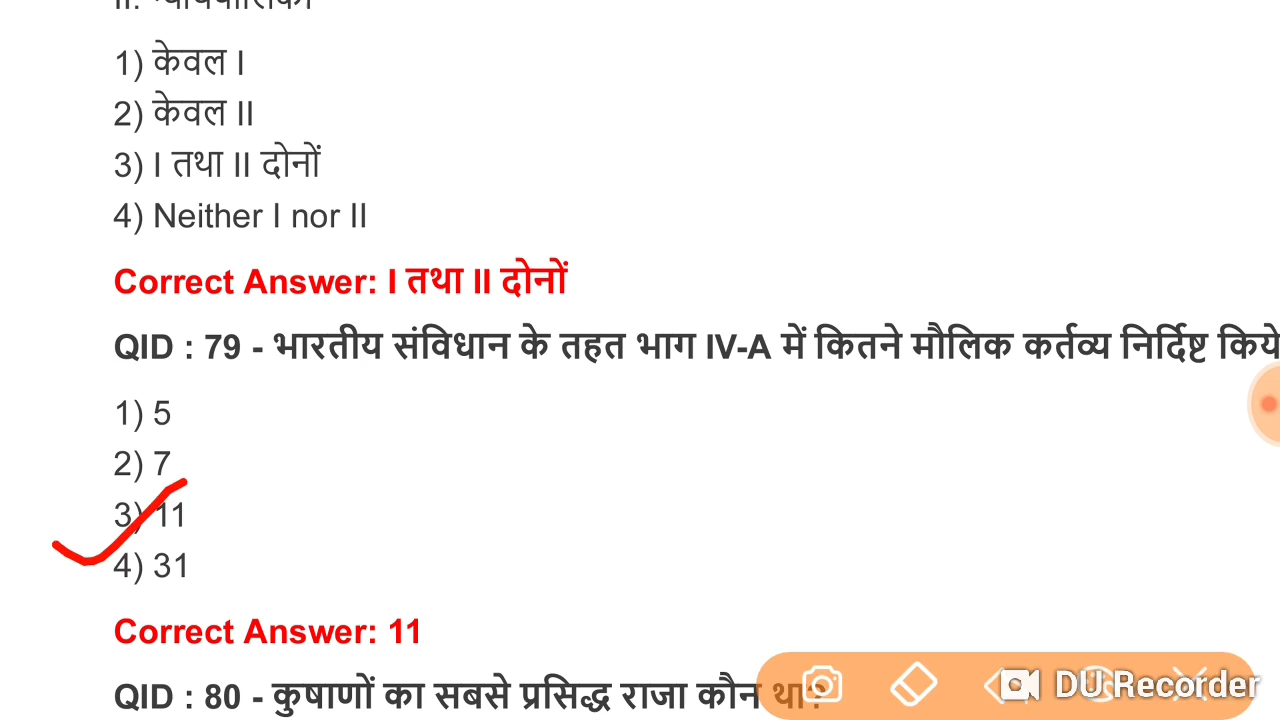 II. न्यायपालिका
1) केवल I
2) केवल II
3) I तथा II दोनों
4) Neither I nor II
Correct Answer: I तथा II दोनों
QID : 79 - भारतीय संविधान के तहत भाग IV-A में कितने मौलिक कर्तव्य निर्दिष्ट किये
1) 5
2) 7
3) 11
4) 31
Correct Answer: 11
QID : 80 - कुषाणों का सबसे प्रसिद्ध राजा कौन था?
DU Recorder